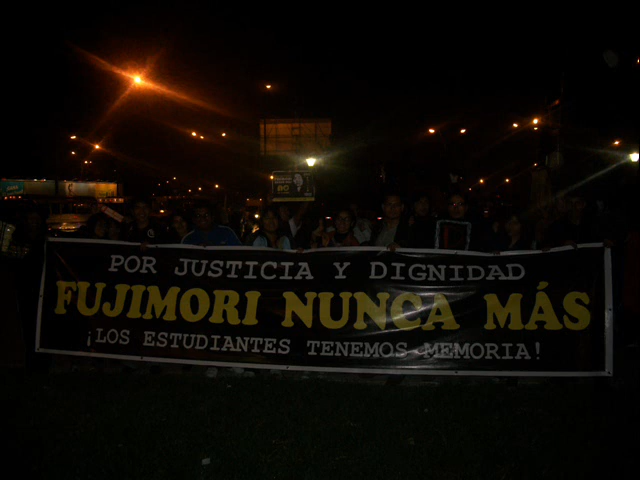 POR JUSTICIA Y DIGNIDAD
FUJIMORI NUNCA MÁS
¡LOS ESTUDIANTES TENEMOS MEMORIA!